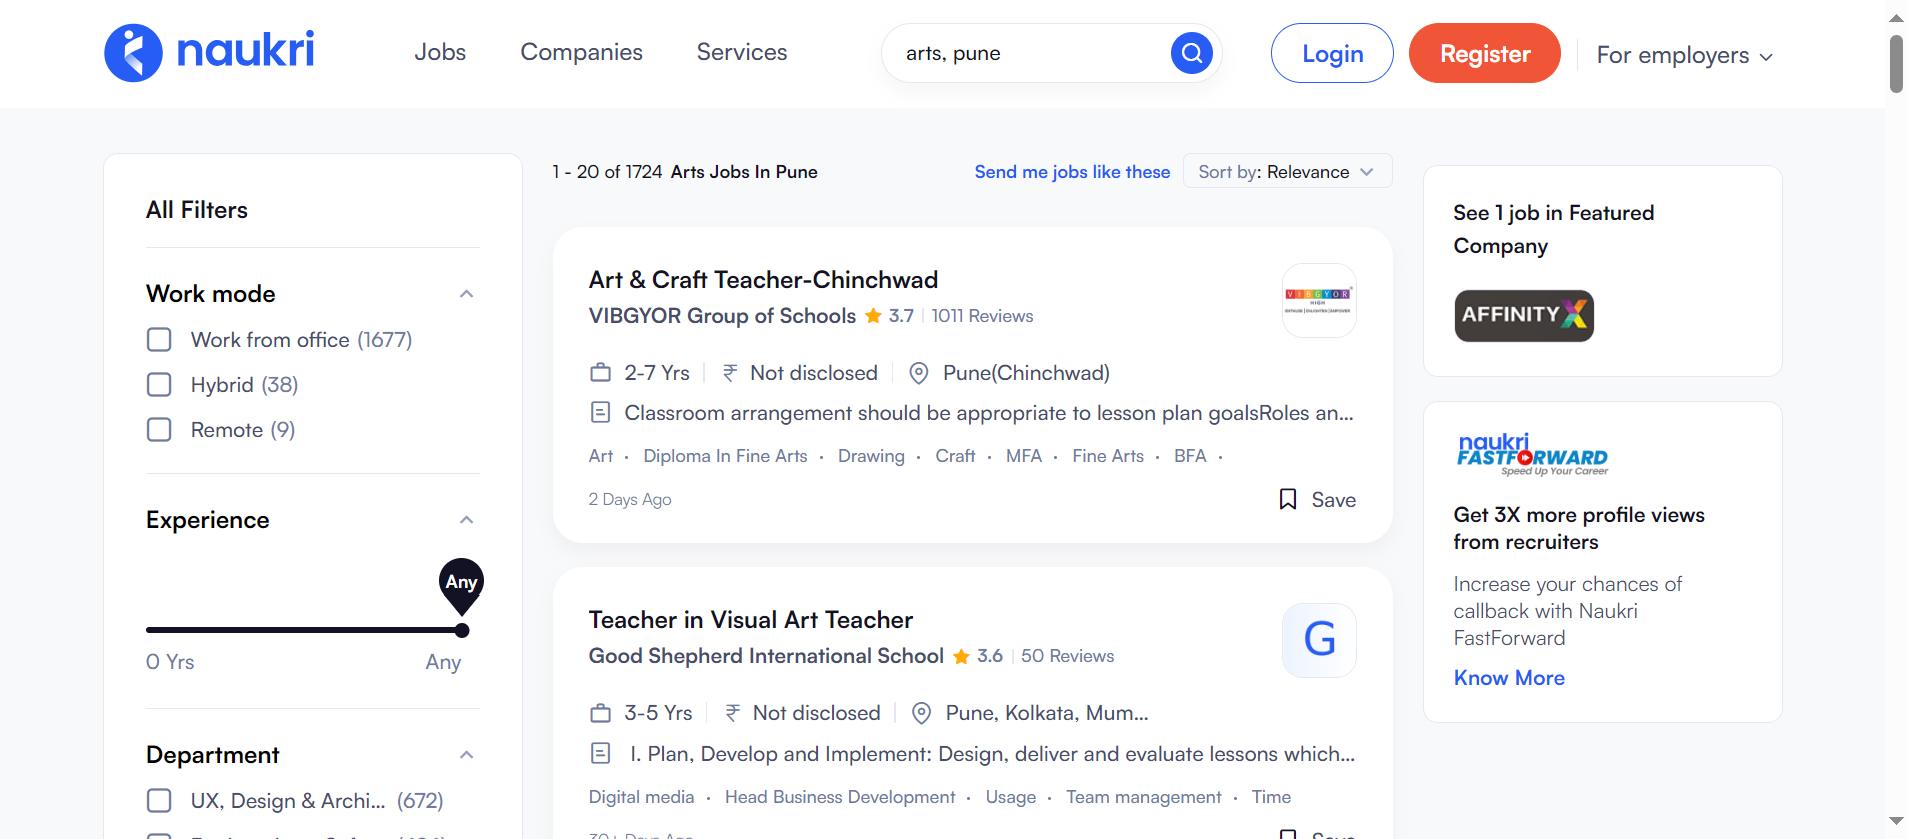 naukri
Jobs
Companies
Services
arts, pune
Login
Register
For employers
All Filters
Work mode
Work from office (1677)
Hybrid (38)
Remote (9)
Experience
Any
0 Yrs
Any
Department
UX, Design & Archi... (672)
1 - 20 of 1724 Arts Jobs In Pune
Send me jobs like these
Sort by: Relevance
Art & Craft Teacher-Chinchwad
VIBGYOR Group of Schools 3.7 1011 Reviews
VIBGYOR
HIGH
2-7 Yrs
₹ Not disclosed
Pune(Chinchwad)
Classroom arrangement should be appropriate to lesson plan goalsRoles an...
Art · Diploma In Fine Arts · Drawing · Craft · MFA · Fine Arts · BFA ·
2 Days Ago
Save
Teacher in Visual Art Teacher
Good Shepherd International School 3.6 50 Reviews
G
3-5 Yrs
₹ Not disclosed
Pune, Kolkata, Mum...
I. Plan, Develop and Implement: Design, deliver and evaluate lessons which...
Digital media · Head Business Development · Usage · Team management · Time
30+ Days Ago
Save
See 1 job in Featured
Company
AFFINITYX
naukri
FASTFORWARD
Speed Up Your Career
Get 3X more profile views
from recruiters
Increase your chances of
callback with Naukri
FastForward
Know More